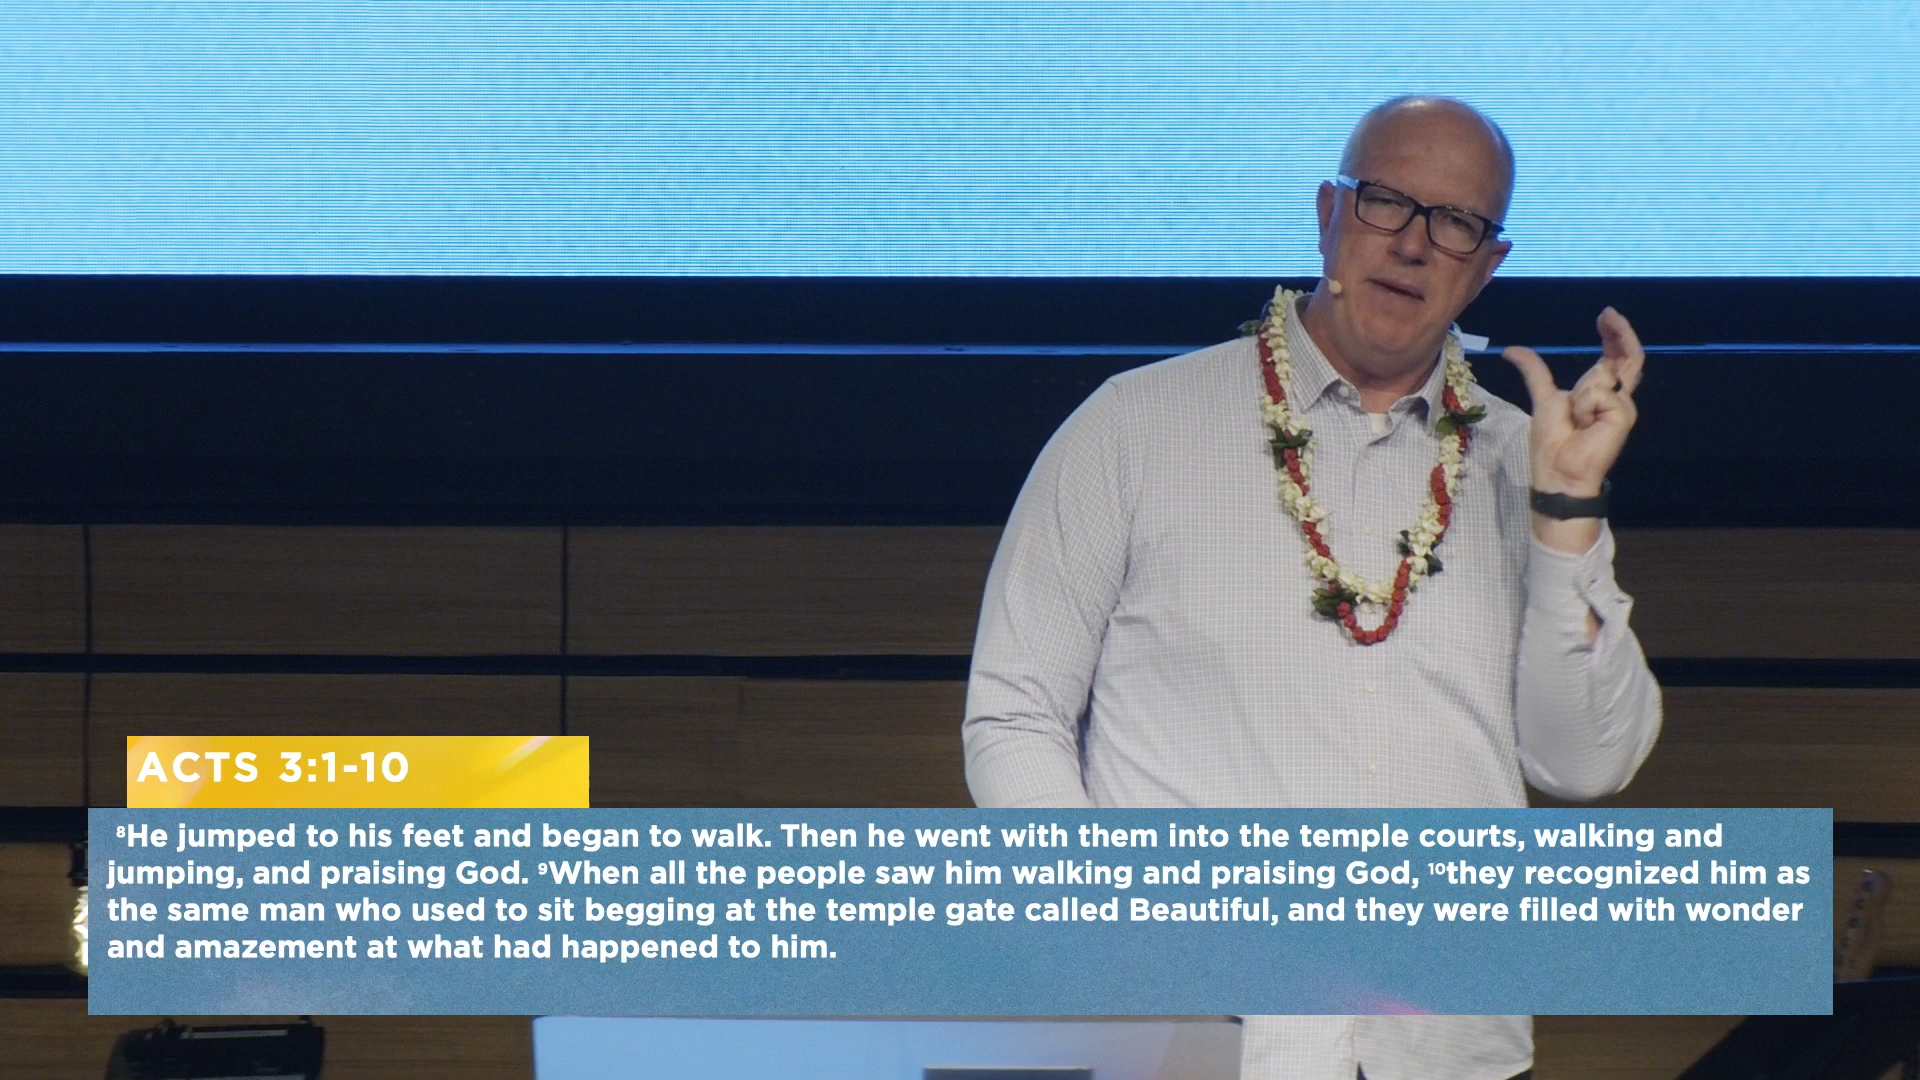 ACTS 3:1-10
⁸He jumped to his feet and began to walk. Then he went with them into the temple courts, walking and
jumping, and praising God. ⁹When all the people saw him walking and praising God, ¹⁰they recognized him as
the same man who used to sit begging at the temple gate called Beautiful, and they were filled with wonder
and amazement at what had happened to him.